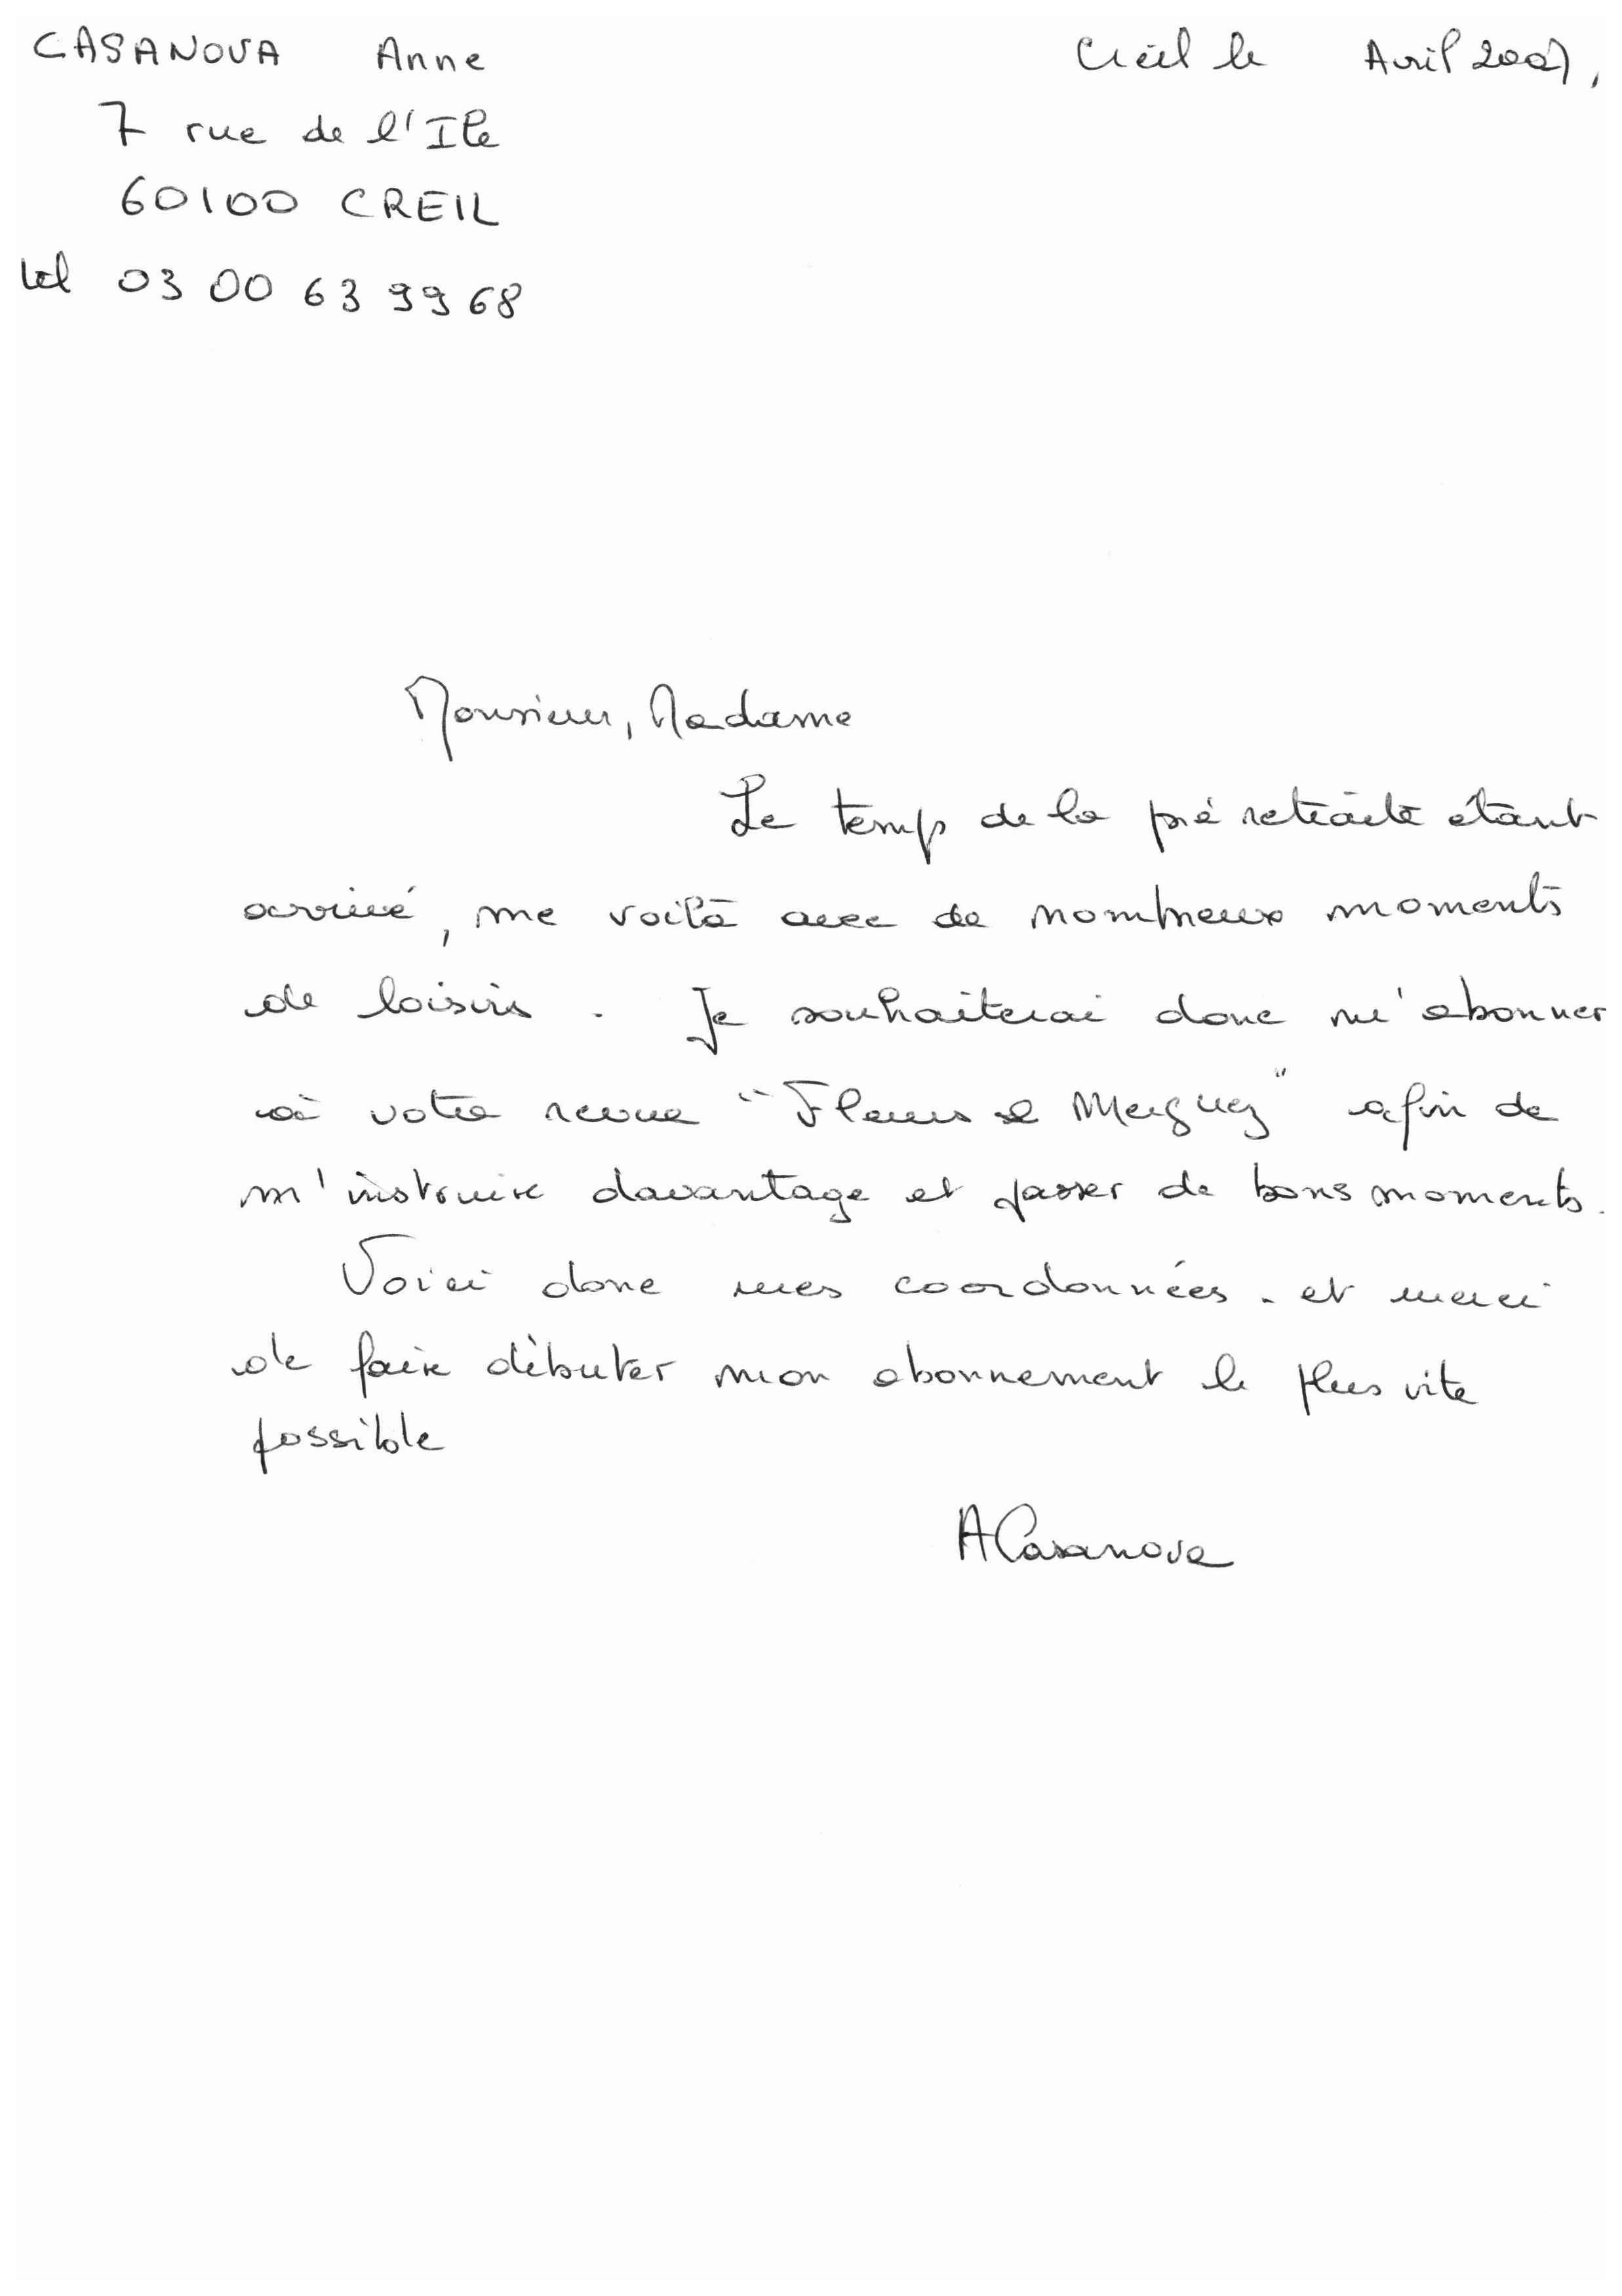 CASANOVA Anne
Creil le Avril 2007,
7 rue de l'Ile
60100 CREIL
tel 03 00 63 99 68
Monsieur, Madame
Le temps de la pré retraite étant
arrivé, me voilà avec de nombreux moments
de loisirs. Je souhaiterai donc m'abonner
à votre revue "Fleurs de Muguey" afin de
m'instruire davantage et passer de bons moments.
Voici donc mes coordonnées. et merci
de faire débuter mon abonnement le plus vite
possible
A Casanova